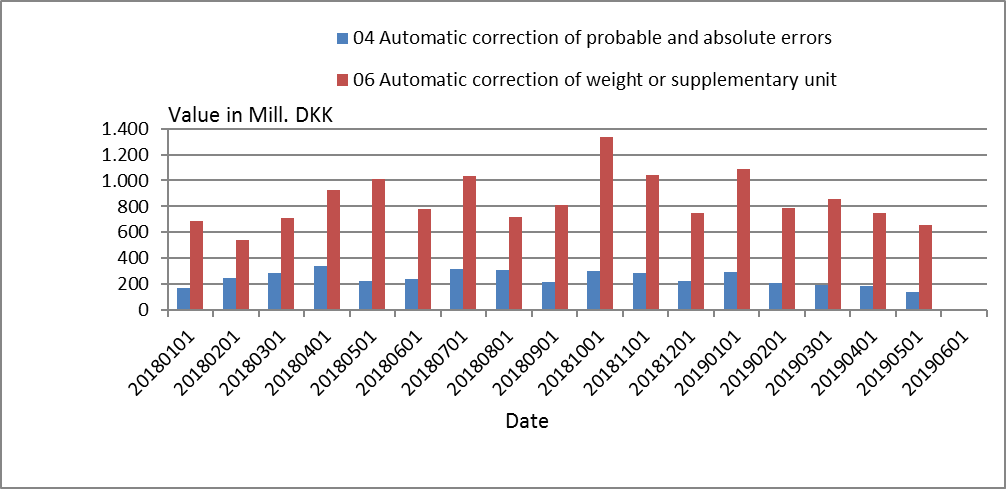 04 Automatic correction of probable and absolute errors
06 Automatic correction of weight or supplementary unit
Value in Mill. DKK
1.400
1.200
1.000
800
600
400
200
0
20180101 20180201 20180301 20180401 20180501 20180601 20180701 20180801 20180901 20181001 20181101 20181201 20190101 20190201 20190301 20190401 20190501 20190601
Date